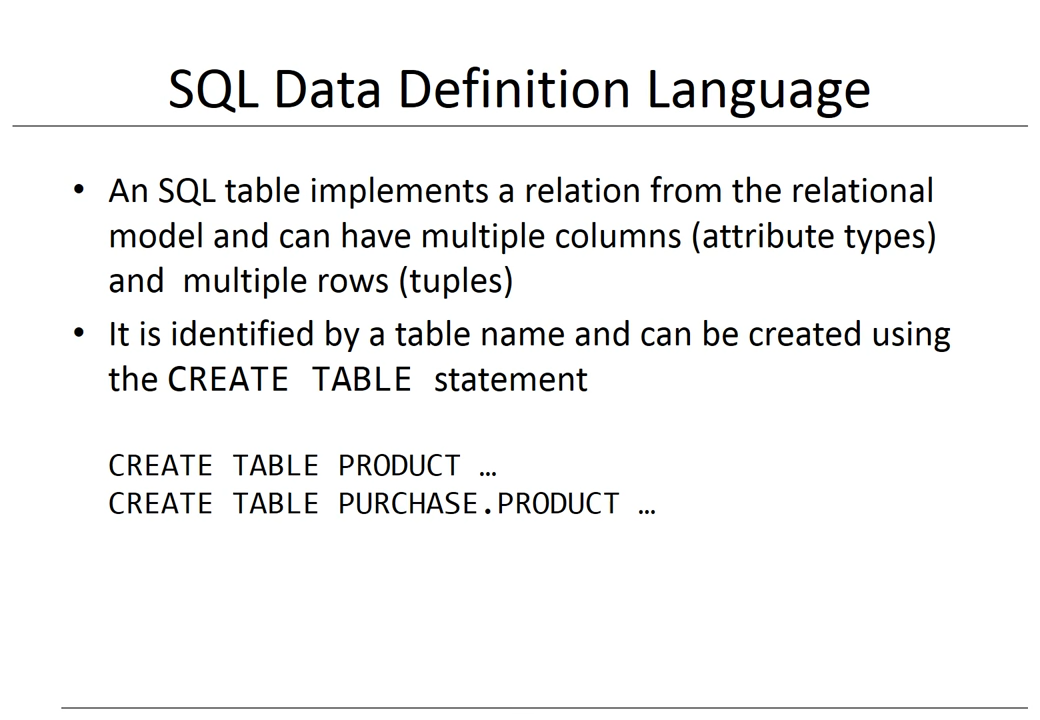 SQL Data Definition Language
• An SQL table implements a relation from the relational
model and can have multiple columns (attribute types)
and  multiple rows (tuples)
• It is identified by a table name and can be created using
the CREATE TABLE statement
CREATE TABLE PRODUCT …
CREATE TABLE PURCHASE.PRODUCT …